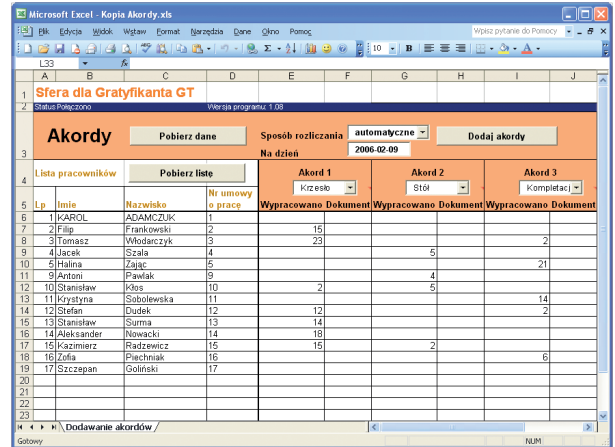 Microsoft Excel - Kopia Akordy.xls
Plik Edycja Widok Wstaw Format Narzędzia Dane Okno Pomoc Wpisz pytanie do Pomocy
10 B
L33 fx
A B C D E F G H I J
1 Sfera dla Gratyfikanta GT
2 Status Połączono Wersja programu: 1.08
3 Akordy Pobierz dane Sposób rozliczania automatyczne Dodaj akordy
Na dzień 2006-02-09
4 Lista pracowników Pobierz listę Akord 1 Akord 2 Akord 3
Krzesło Stół Kompletacj
5 Lp Imie Nazwisko Nr umowy o pracę Wypracowano Dokument Wypracowano Dokument Wypracowano Dokument
6 1 KAROL ADAMCZUK 1
7 2 Filip Frankowski 2 15
8 3 Tomasz Włodarczyk 3 23 2
9 4 Jacek Szala 4 5
10 5 Halina Zając 5 21
11 9 Antoni Pawlak 9 4
12 10 Stanisław Kłos 10 2 5
13 11 Krystyna Sobolewska 11 14
14 12 Stefan Dudek 12 12 2
15 13 Stanisław Surma 13 14
16 14 Aleksander Nowacki 14 18
17 15 Kazimierz Radzewicz 15 15 2
18 16 Zofia Piechniak 16 6
19 17 Szczepan Goliński 17
20
21
22
23
Dodawanie akordów
Gotowy NUM